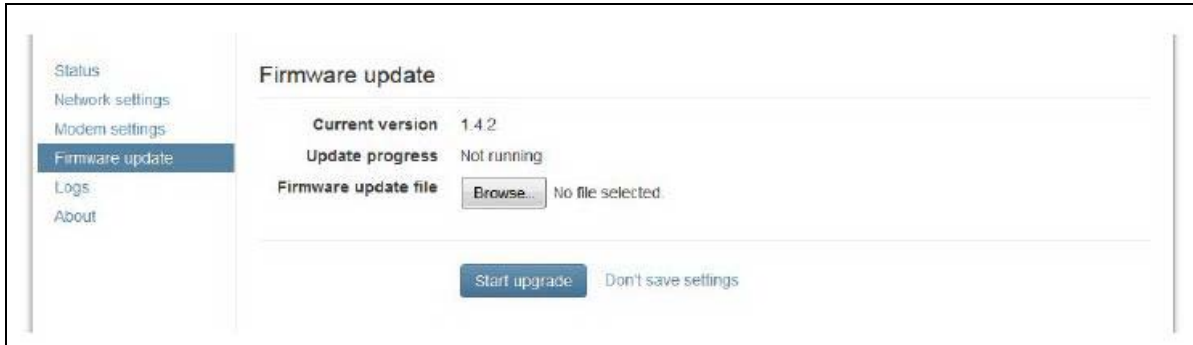 Status
Network settings
Modem settings
Firmware update
Logs
About
Firmware update
Current version 1.4.2
Update progress Not running
Firmware update file Browse... No file selected.
Start upgrade Don't save settings